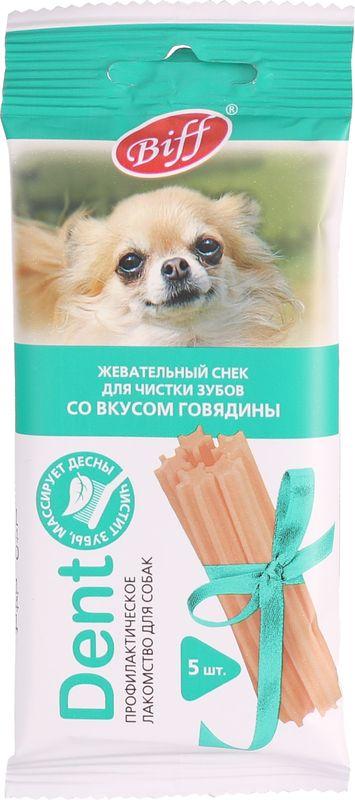 Biff®
ЖЕВАТЕЛЬНЫЙ СНЕК
ДЛЯ ЧИСТКИ ЗУБОВ
СО ВКУСОМ ГОВЯДИНЫ
ЧИСТИТ ЗУБЫ, МАССИРУЕТ ДЕСНЫ
Dent
ПРОФИЛАКТИЧЕСКОЕ
ЛАКОМСТВО ДЛЯ СОБАК
5 шт.